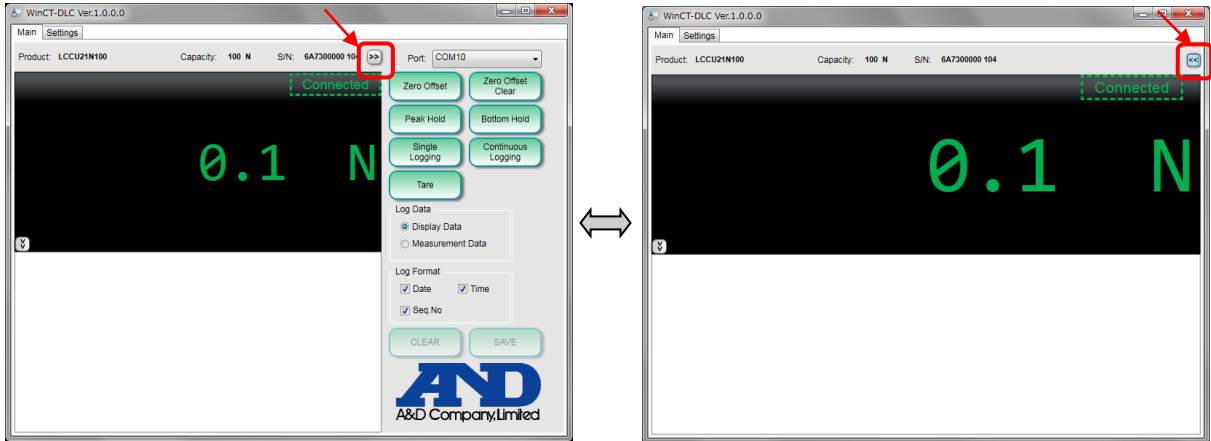 WinCT-DLC Ver.1.0.0.0
Main Settings
Product: LCCU21N100 Capacity: 100 N S/N: 6A7300000 104 >> Port: COM10
Connected
0.1 N
Zero Offset Zero Offset Clear
Peak Hold Bottom Hold
Single Logging Continuous Logging
Tare
Log Data
Display Data
Measurement Data
Log Format
Date Time
Seq.No
CLEAR SAVE
AND
A&D Company,Limited
WinCT-DLC Ver.1.0.0.0
Main Settings
Product: LCCU21N100 Capacity: 100 N S/N: 6A7300000 104 <<
Connected
0.1 N